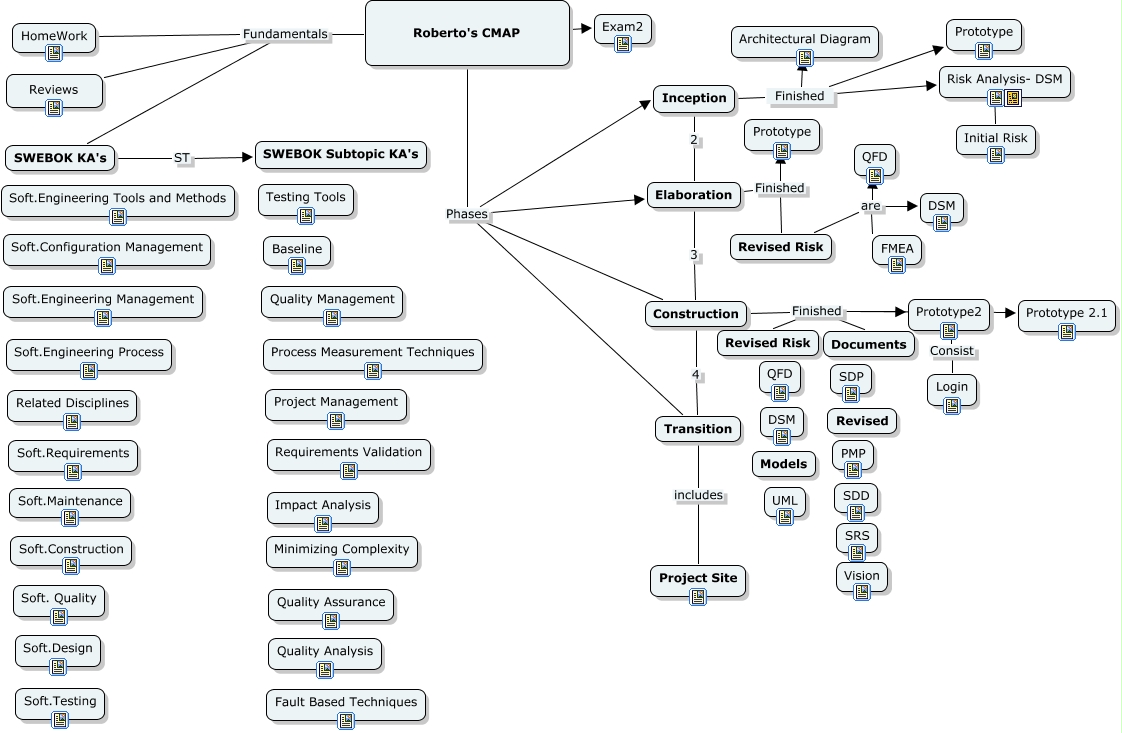 Roberto's CMAP
Exam2
Fundamentals
HomeWork
Reviews
SWEBOK KA's
ST
SWEBOK Subtopic KA's
Soft.Engineering Tools and Methods
Soft.Configuration Management
Soft.Engineering Management
Soft.Engineering Process
Related Disciplines
Soft.Requirements
Soft.Maintenance
Soft.Construction
Soft. Quality
Soft.Design
Soft.Testing
Testing Tools
Baseline
Quality Management
Process Measurement Techniques
Project Management
Requirements Validation
Impact Analysis
Minimizing Complexity
Quality Assurance
Quality Analysis
Fault Based Techniques
Phases
Inception
Finished
Architectural Diagram
Prototype
Risk Analysis- DSM
Initial Risk
2
Elaboration
Finished
Prototype
Revised Risk
are
QFD
DSM
FMEA
3
Construction
Finished
Prototype2
Prototype 2.1
Consist
Login
Revised Risk
QFD
DSM
Models
UML
Documents
SDP
Revised
PMP
SDD
SRS
Vision
4
Transition
includes
Project Site